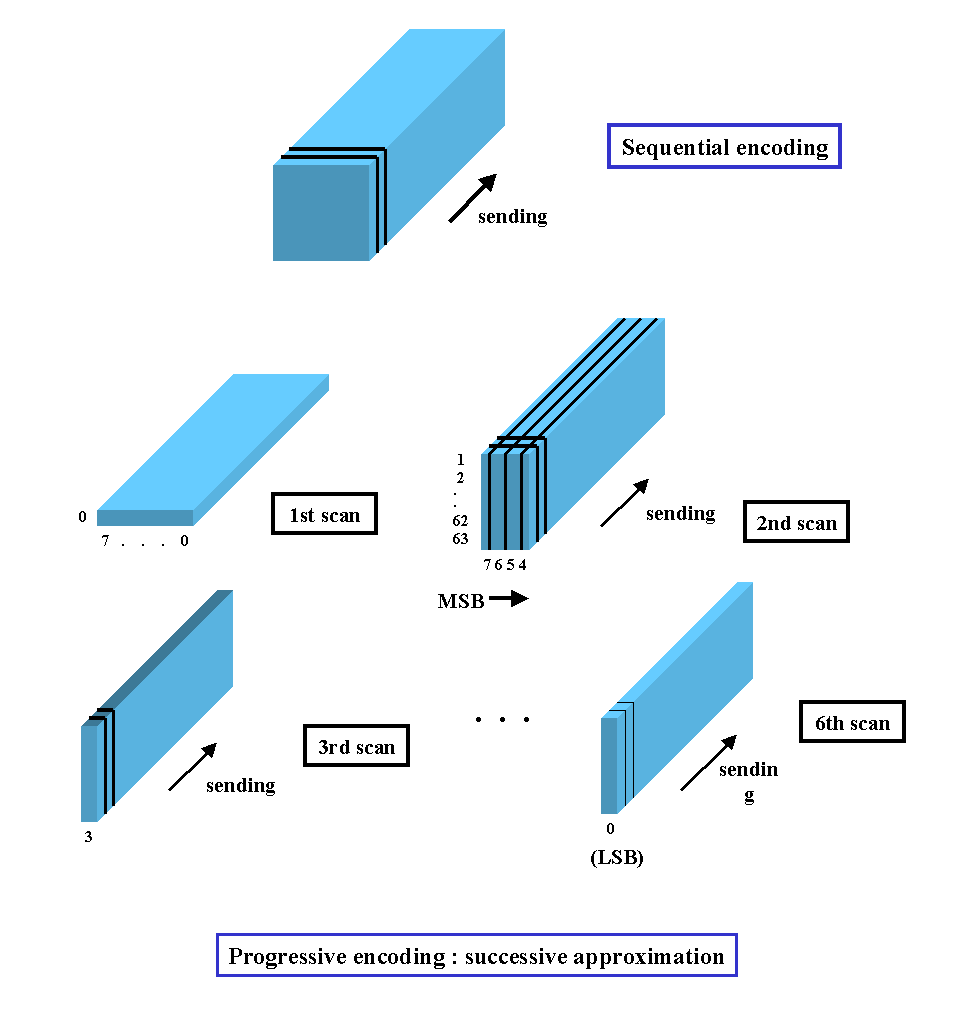 Sequential encoding
sending
0
7 . . . 0
1st scan
1
2
.
.
62
63
7 6 5 4
MSB
sending
2nd scan
3
sending
3rd scan
. . .
0
(LSB)
sendin
g
6th scan
Progressive encoding : successive approximation